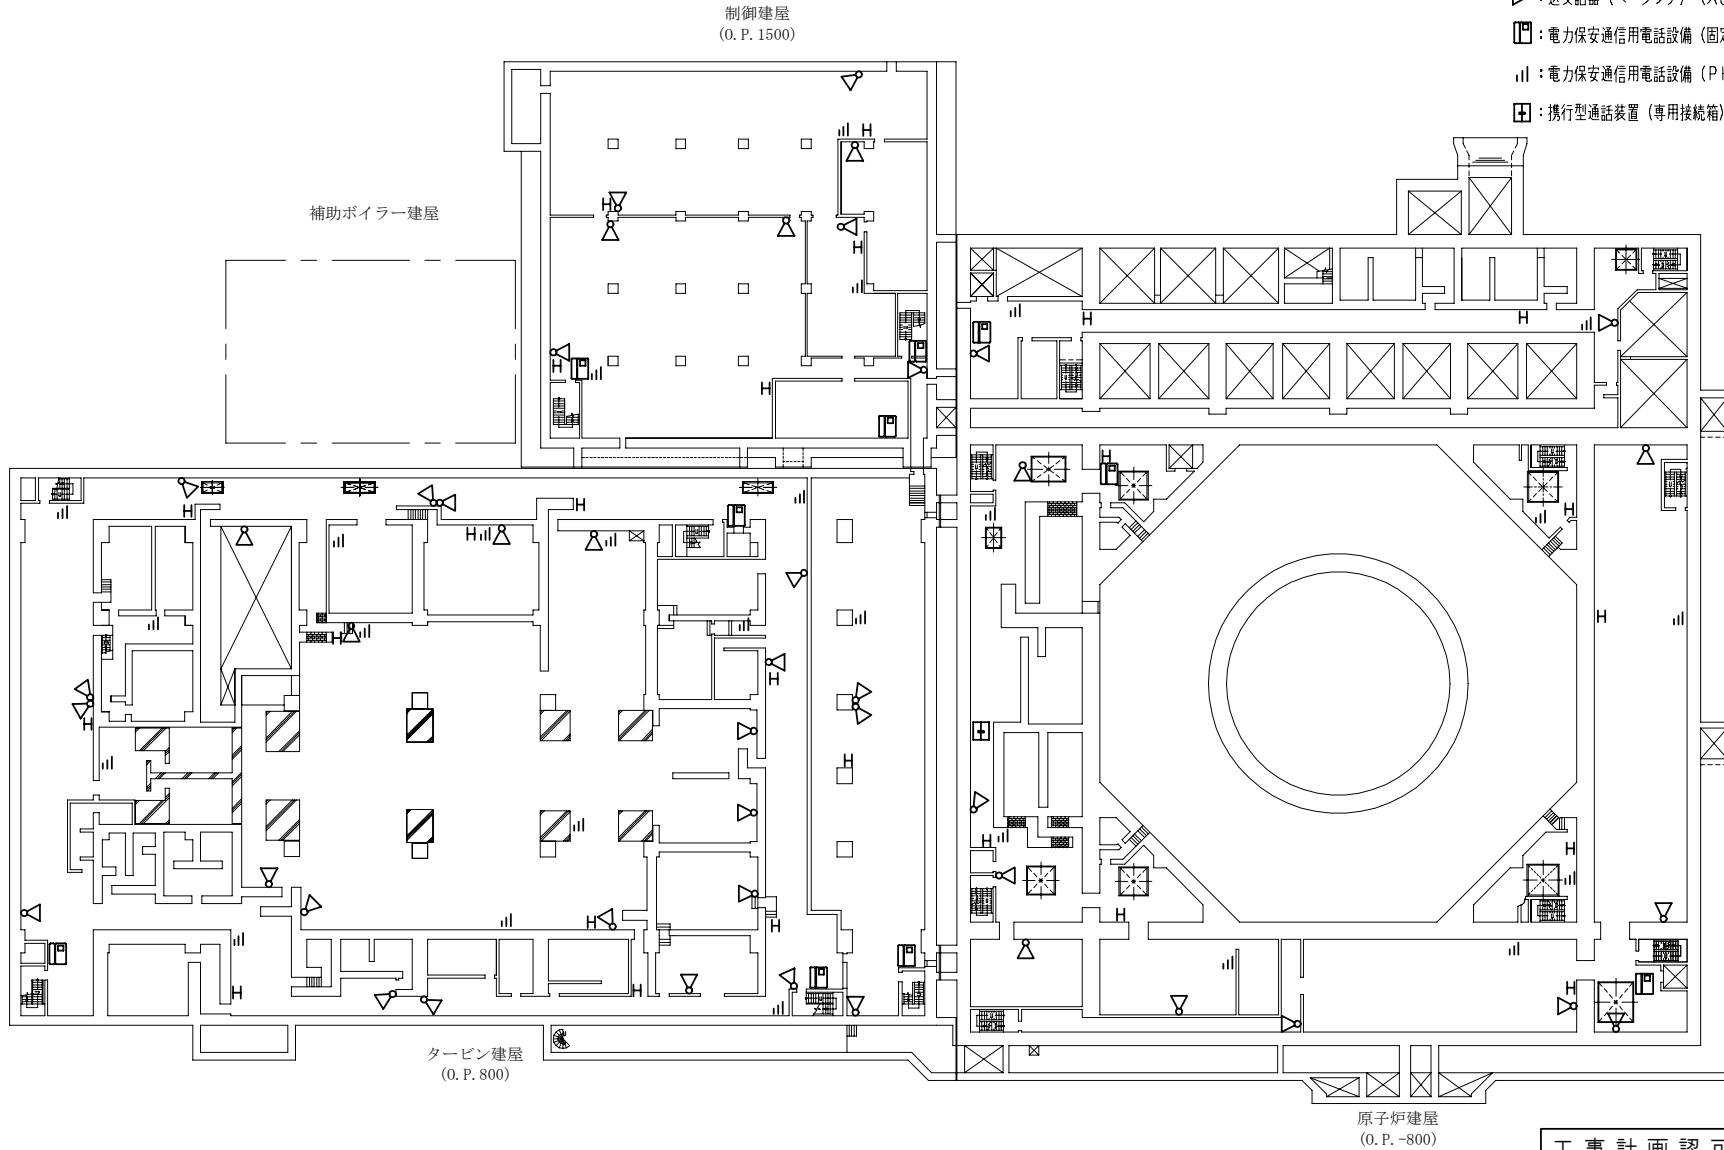 制御建屋
(O.P.1500)
:電力保安通信用電話設備(固
:電力保安通信用電話設備(P
:携行型通話装置(専用接続箱)
補助ボイラー建屋
タービン建屋
(O.P.800)
原子炉建屋
(O.P.-800)
工事計画認可